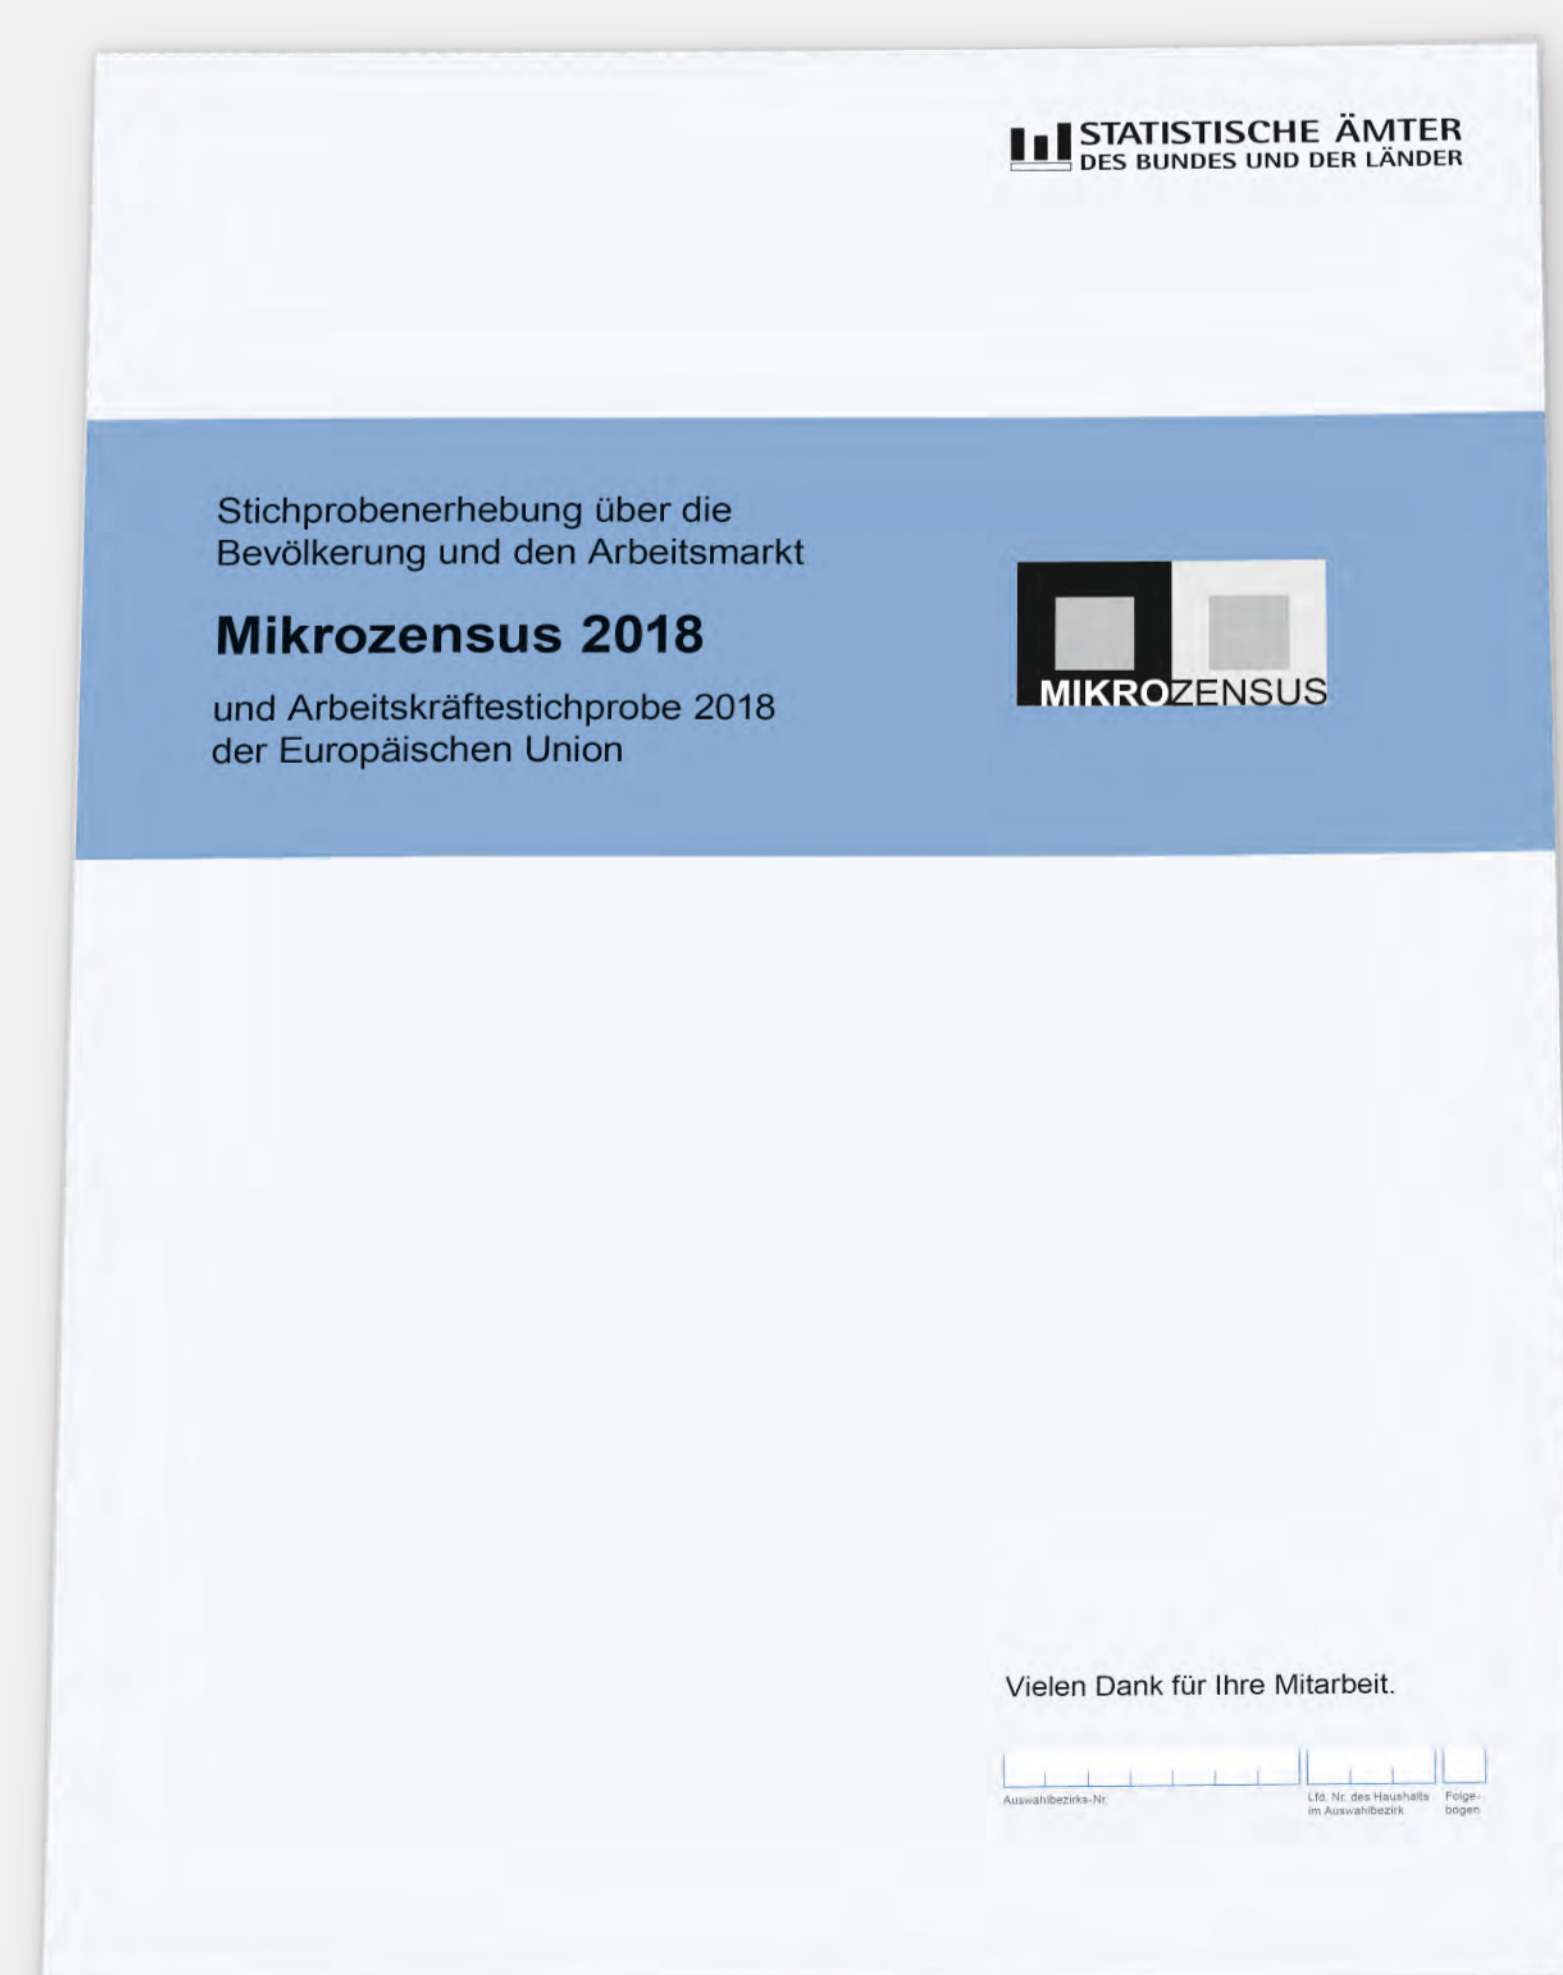 STATISTISCHE ÄMTER
DES BUNDES UND DER LÄNDER
Stichprobenerhebung über die
Bevölkerung und den Arbeitsmarkt
Mikrozensus 2018
und Arbeitskräftestichprobe 2018
der Europäischen Union
MIKROZENSUS
Vielen Dank für Ihre Mitarbeit.
Auswahlbezirks-Nr.
Lfd. Nr. des Haushalts
im Auswahlbezirk
Folge-
bogen